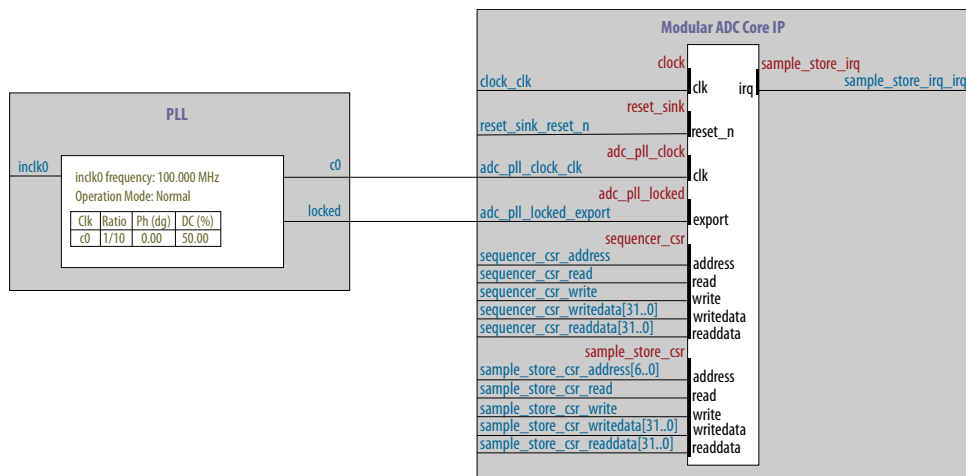 PLL
inclk0
c0
locked
inclk0 frequency: 100.000 MHz
Operation Mode: Normal
Clk Ratio Ph (dg) DC (%)
c0 1/10 0.00 50.00
Modular ADC Core IP
clock
clock_clk
clk
reset_sink
reset_sink_reset_n
reset_n
adc_pll_clock
adc_pll_clock_clk
clk
adc_pll_locked
adc_pll_locked_export
export
sequencer_csr
sequencer_csr_address
address
sequencer_csr_read
read
sequencer_csr_write
write
sequencer_csr_writedata[31..0]
writedata
sequencer_csr_readdata[31..0]
readdata
sample_store_csr
sample_store_csr_address[6..0]
address
sample_store_csr_read
read
sample_store_csr_write
write
sample_store_csr_writedata[31..0]
writedata
sample_store_csr_readdata[31..0]
readdata
sample_store_irq
irq
sample_store_irq_irq